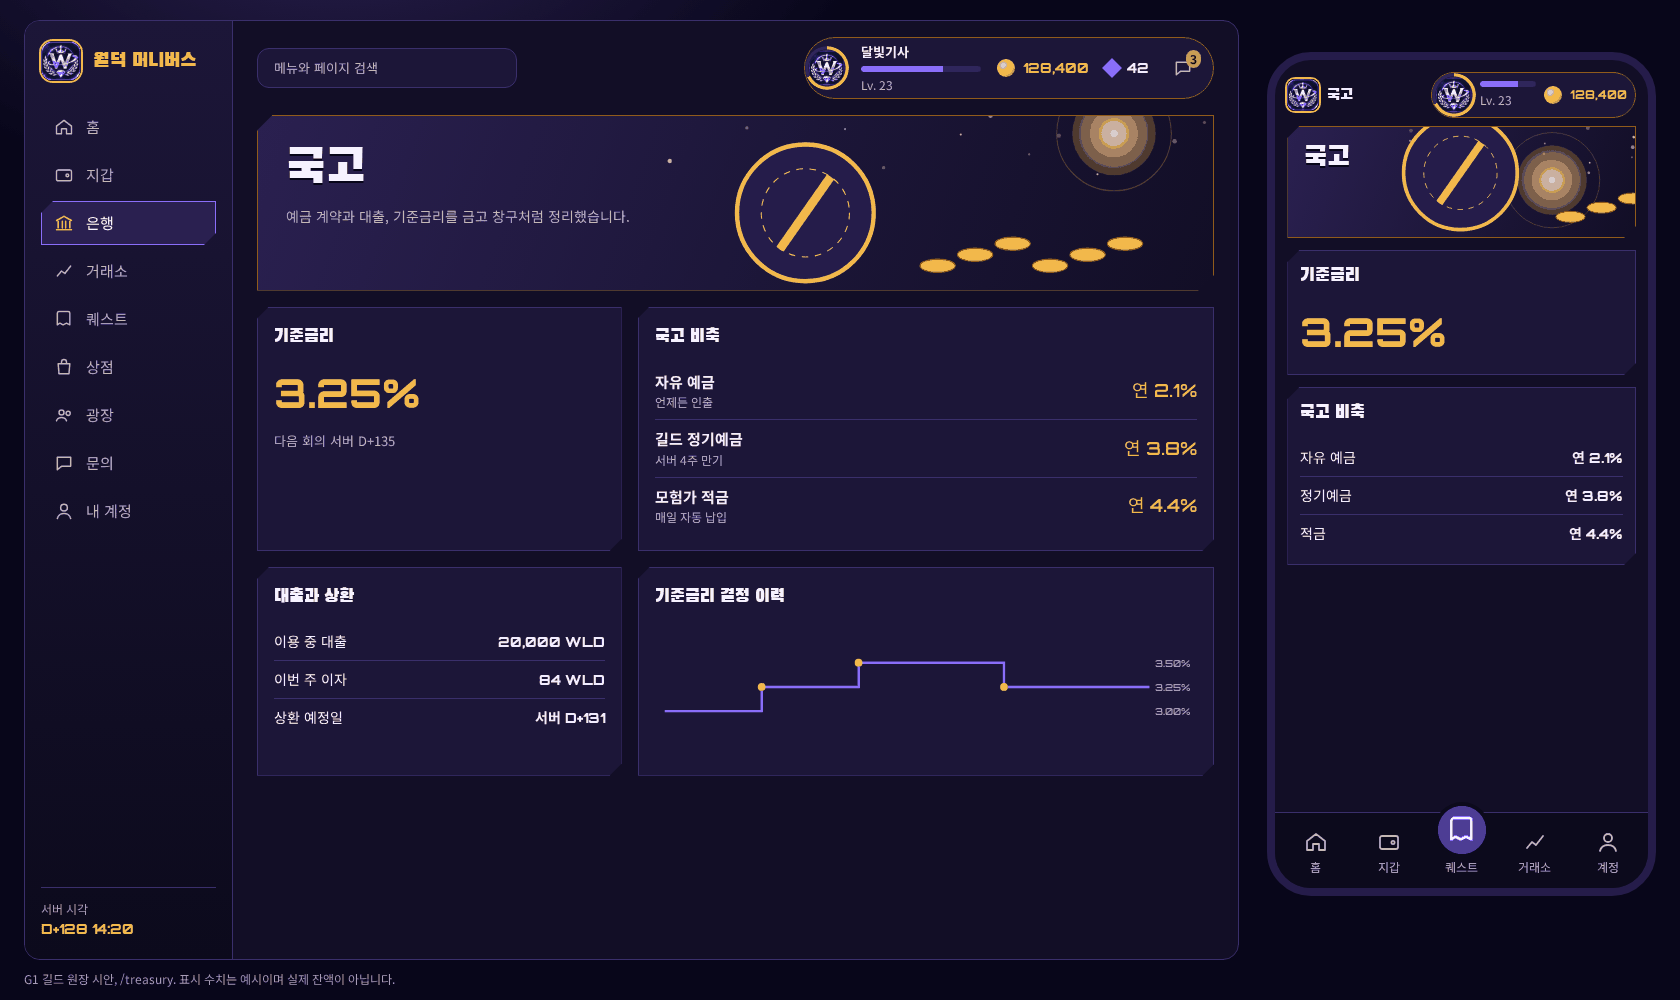 월덕 머니버스
홈
지갑
은행
거래소
퀘스트
상점
광장
문의
내 계정
서버 시각
D+128 14:20
메뉴와 페이지 검색
달빛기사
Lv. 23
128,400
42
3
국고
예금 계약과 대출, 기준금리를 금고 창구처럼 정리했습니다.
기준금리
3.25%
다음 회의 서버 D+135
국고 비축
자유 예금
언제든 인출
연 2.1%
길드 정기예금
서버 4주 만기
연 3.8%
모험가 적금
매일 자동 납입
연 4.4%
대출과 상환
이용 중 대출 20,000 WLD
이번 주 이자 84 WLD
상환 예정일 서버 D+131
기준금리 결정 이력
3.50%
3.25%
3.00%
W
국고
W
Lv. 23
128,400
국고
기준금리
3.25%
국고 비축
자유 예금 연 2.1%
정기예금 연 3.8%
적금 연 4.4%
홈
지갑
퀘스트
거래소
계정
G1 길드 원장 시안, /treasury. 표시 수치는 예시이며 실제 잔액이 아닙니다.